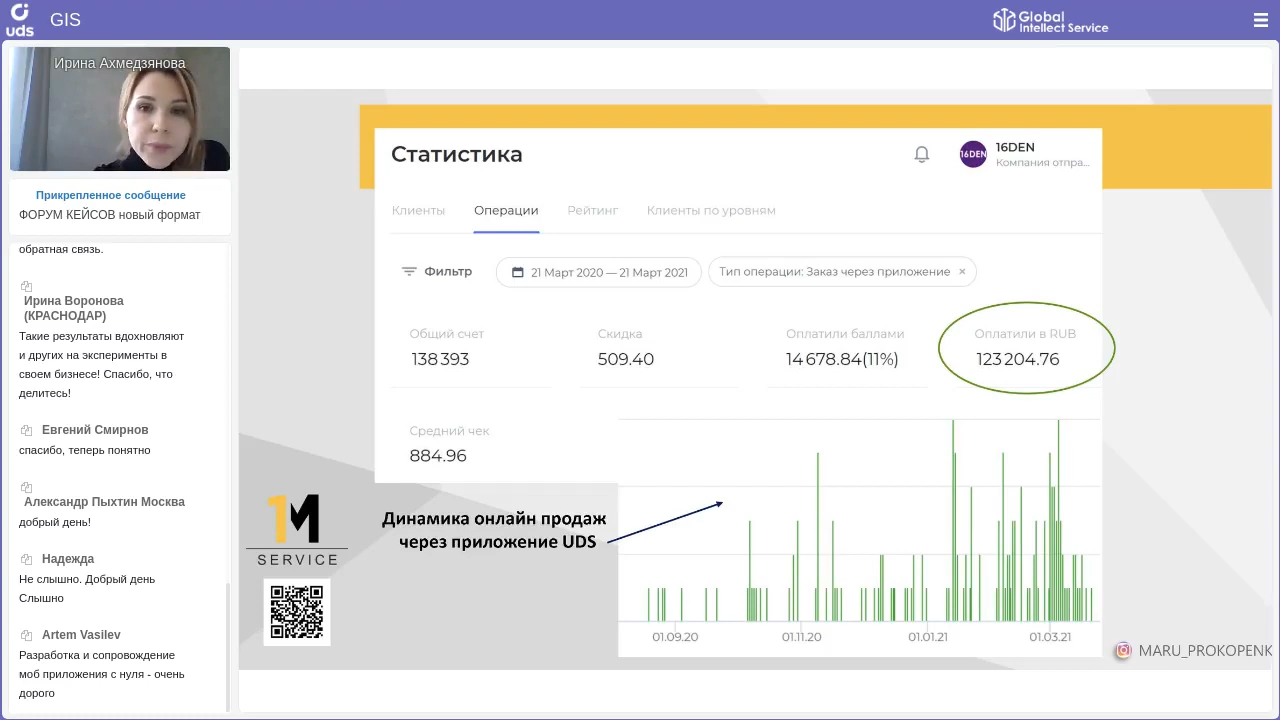 uds
GIS
Global
Intellect Service
Ирина Ахмедзянова
Прикрепленное сообщение
ФОРУМ КЕЙСОВ новый формат
обратная связь.
Ирина Воронова
(КРАСНОДАР)
Такие результаты вдохновляют
и других на эксперименты в
своем бизнесе! Спасибо, что
делитесь!
Евгений Смирнов
спасибо, теперь понятно
Александр Пыхтин Москва
добрый день!
Надежда
Не слышно. Добрый день
Слышно
Artem Vasilev
Разработка и сопровождение
моб приложения с нуля - очень
дорого
Статистика
16DEN
16DEN
Компания отпра...
Клиенты Операции Рейтинг Клиенты по уровням
Фильтр
21 Март 2020 — 21 Март 2021
Тип операции: Заказ через приложение ×
Общий счет Скидка Оплатили баллами Оплатили в RUB
138 393 509.40 14 678.84(11%) 123 204.76
Средний чек
884.96
1M
SERVICE
Динамика онлайн продаж
через приложение UDS
01.09.20 01.11.20 01.01.21 01.03.21
MARU_PROKOPENK